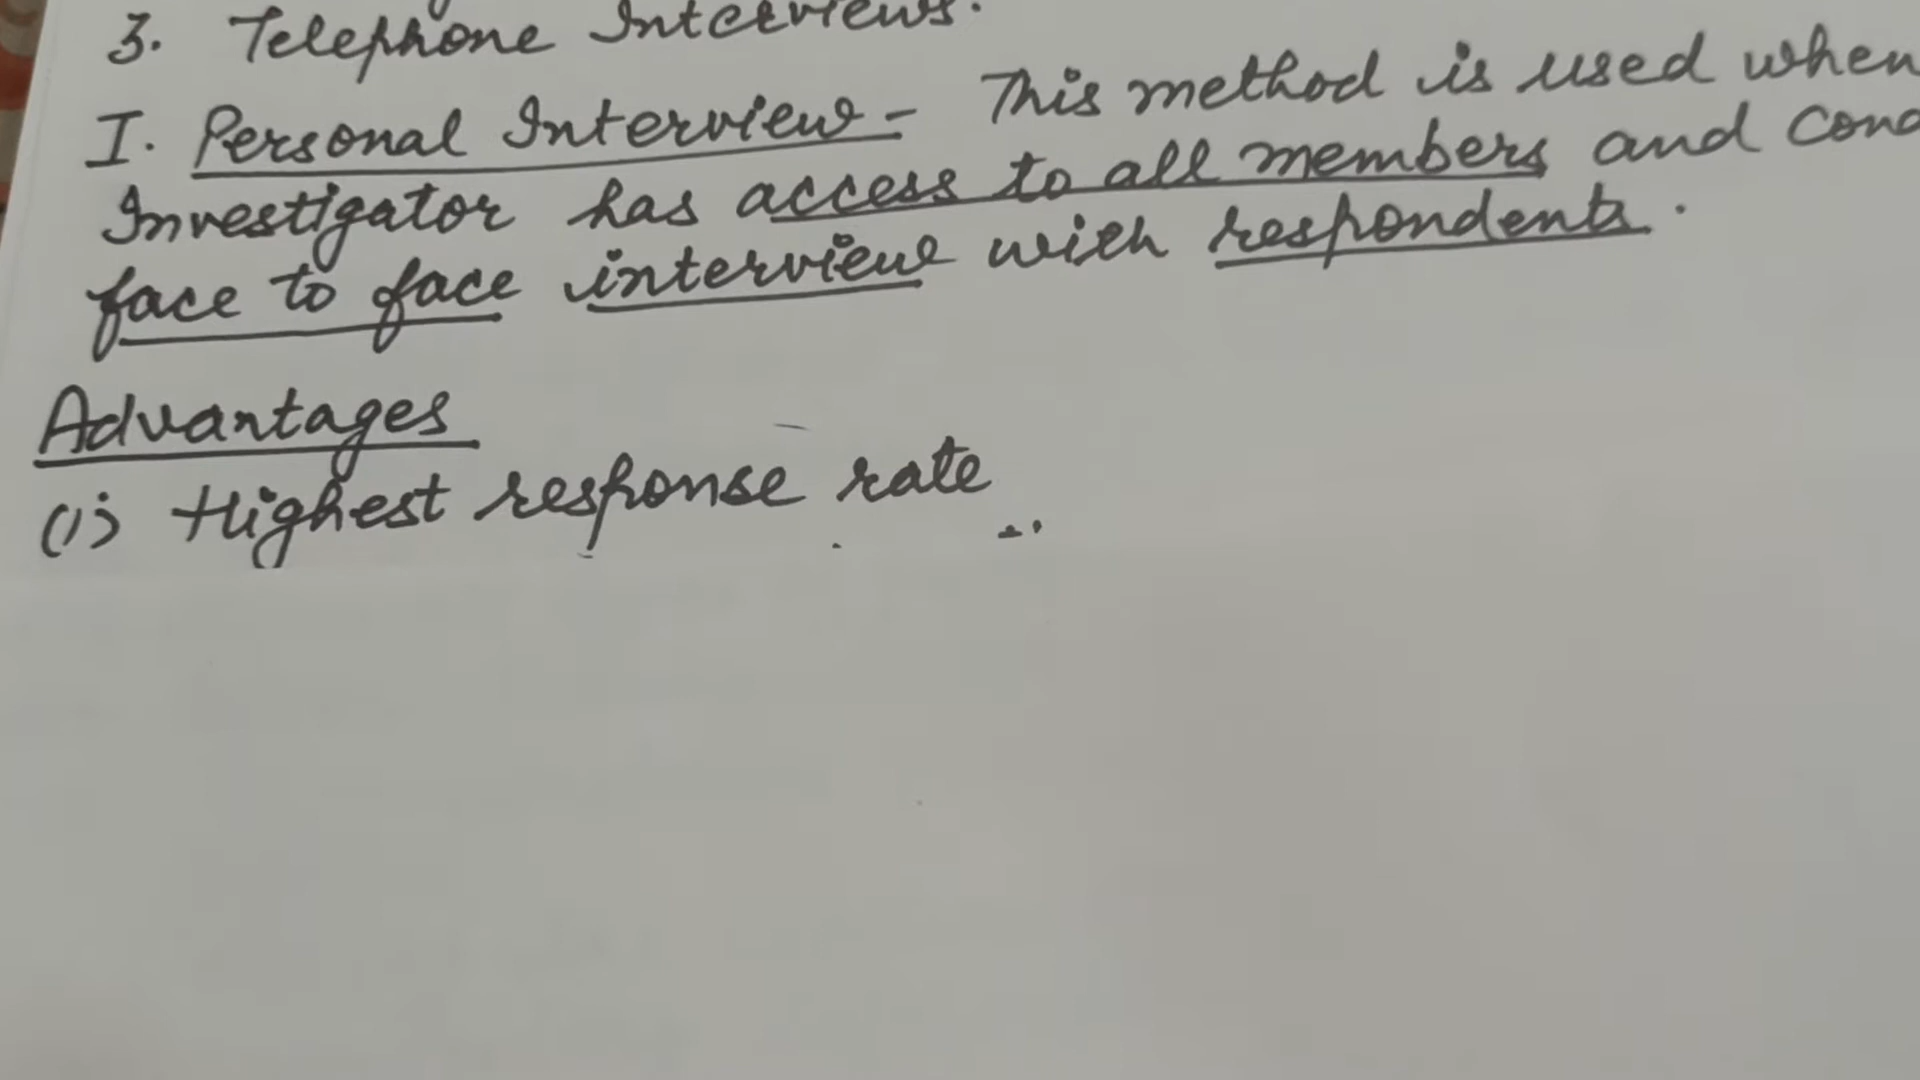 3. Telephone Interviews.
I. Personal Interview - This method is used when
Investigator has access to all members and
face to face interview with respondents.
Advantages
(i) Highest response rate